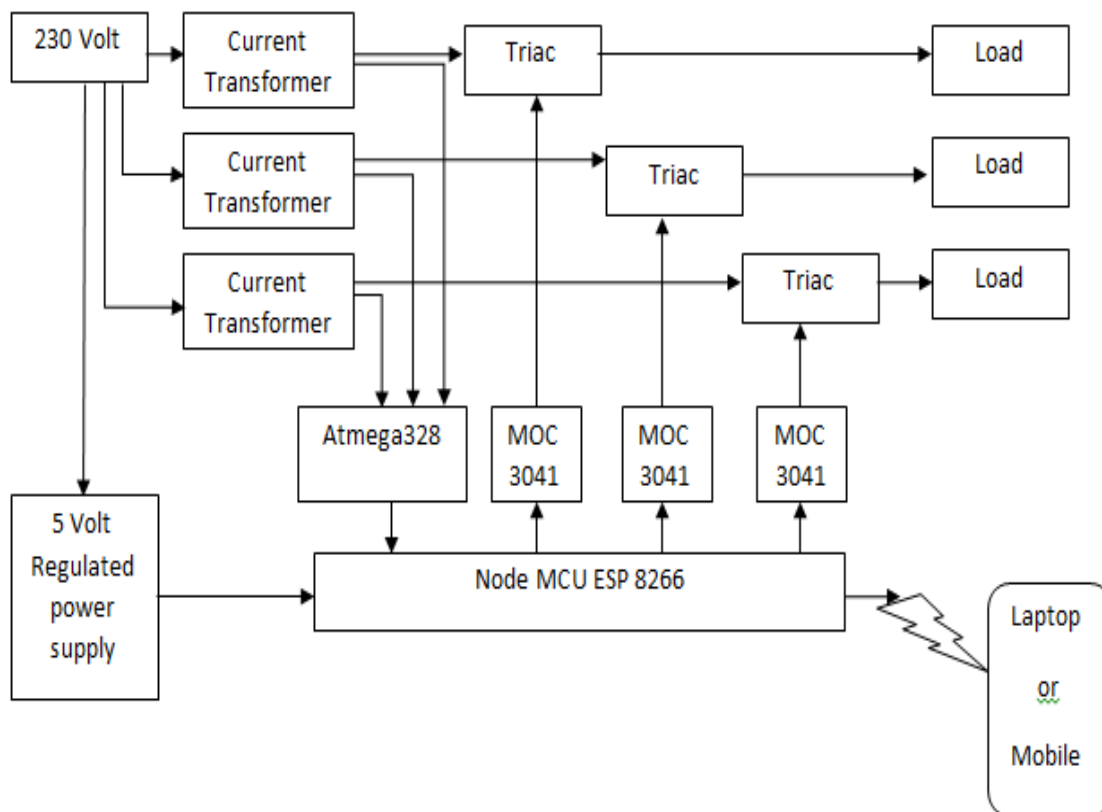 230 Volt
Current
Transformer
Triac
Load
Current
Transformer
Triac
Load
Current
Transformer
Triac
Load
Atmega328
MOC
3041
MOC
3041
MOC
3041
5 Volt
Regulated
power
supply
Node MCU ESP 8266
Laptop
or
Mobile